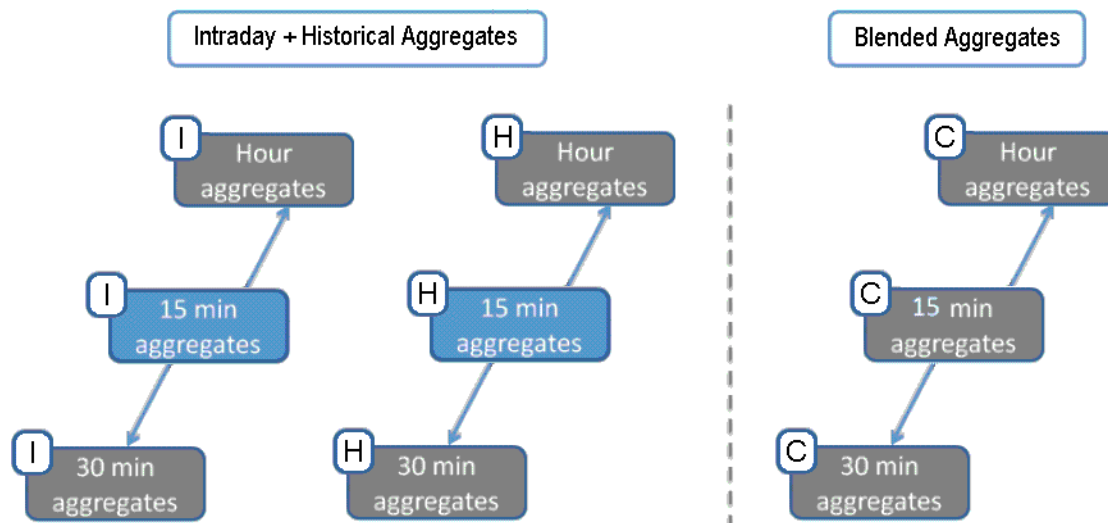 Intraday + Historical Aggregates
Blended Aggregates
I
Hour
aggregates
H
Hour
aggregates
C
Hour
aggregates
I
15 min
aggregates
H
15 min
aggregates
C
15 min
aggregates
I
30 min
aggregates
H
30 min
aggregates
C
30 min
aggregates